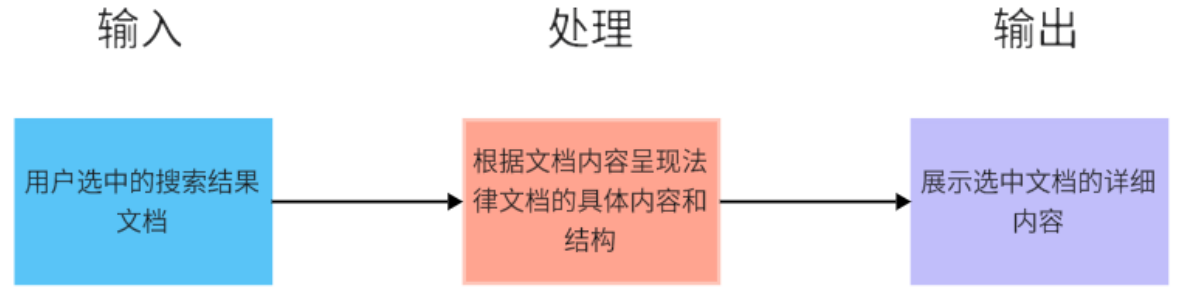 输入
处理
输出
用户选中的搜索结果
文档
根据文档内容呈现法
律文档的具体内容和
结构
展示选中文档的详细
内容